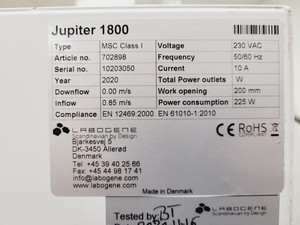 Jupiter 1800
Type MSC Class I Voltage 230 VAC
Article no. 702898 Frequency 50/60 Hz
Serial no. 10203050 Current 10 A
Year 2020 Total Power outlets W
Downflow 0.00 m/s Work opening 200 mm
Inflow 0.85 m/s Power consumption 225 W
Compliance EN 12469:2000, EN 61010-1:2010
LABOGENE
Scandinavian by Design
Bjarkesvej 5
DK-3450 Allerød
Denmark
Tel +45 39 40 25 66
Fax +45 44 98 17 41
info@labogene.com
www.labogene.com
CE RoHS COMPLIANT
Made in Denmark
Tested by: BT
LABOGENE
Scandinavian by Design